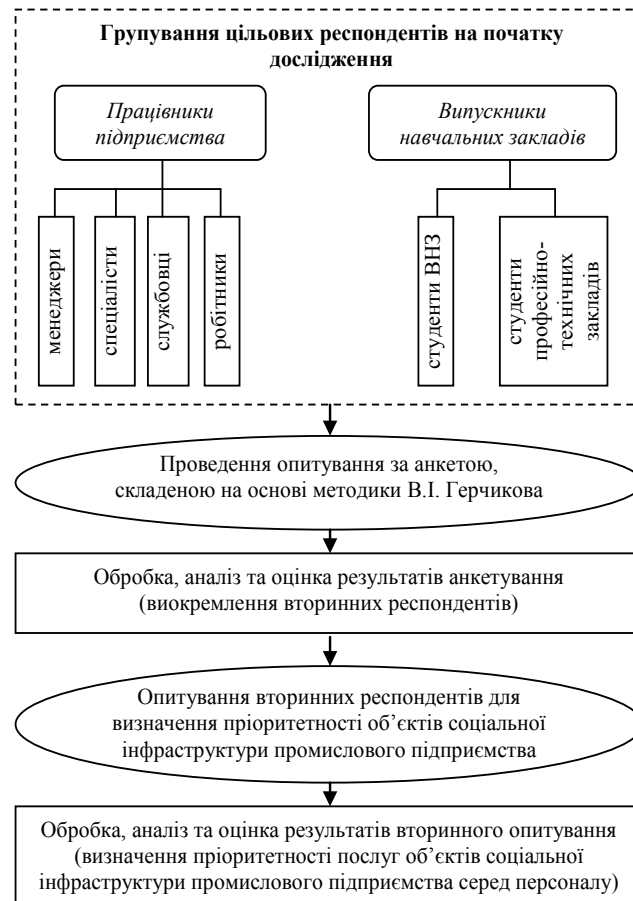 Групування цільових респондентів на початку
дослідження
Працівники
підприємства
Випускники
навчальних закладів
менеджери
спеціалісти
службовці
робітники
студенти ВНЗ
студенти
професійно-
технічних
закладів
Проведення опитування за анкетою,
складеною на основі методики В.І. Герчикова
Обробка, аналіз та оцінка результатів анкетування
(виокремлення вторинних респондентів)
Опитування вторинних респондентів для
визначення пріоритетності об’єктів соціальної
інфраструктури промислового підприємства
Обробка, аналіз та оцінка результатів вторинного опитування
(визначення пріоритетності послуг об’єктів соціальної
інфраструктури промислового підприємства серед персоналу)